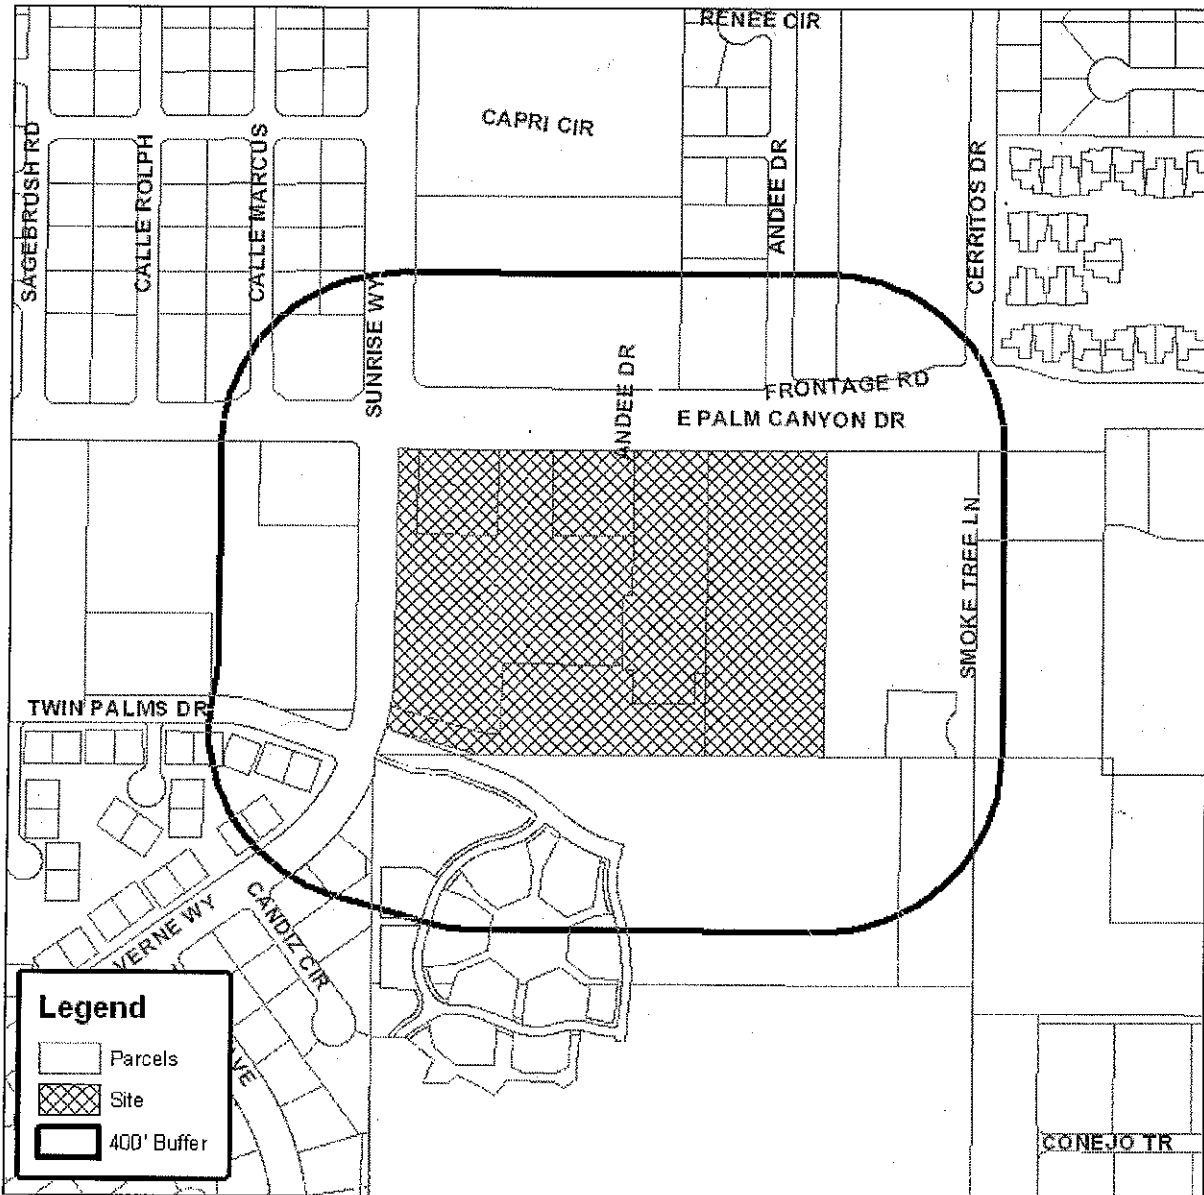 RENEE CIR
CAPRI CIR
SAGEBRUSH RD
CALLE ROLPH
CALLE MARCUS
ANDEE DR
CERRITOS DR
SUNRISE WY
ANDEE DR
FRONTAGE RD
E PALM CANYON DR
SMOKE TREE LN
TWIN PALMS DR
VERNE WY
CANDIZ CIR
Legend
Parcels
Site
400' Buffer
VE
CONEJO TR